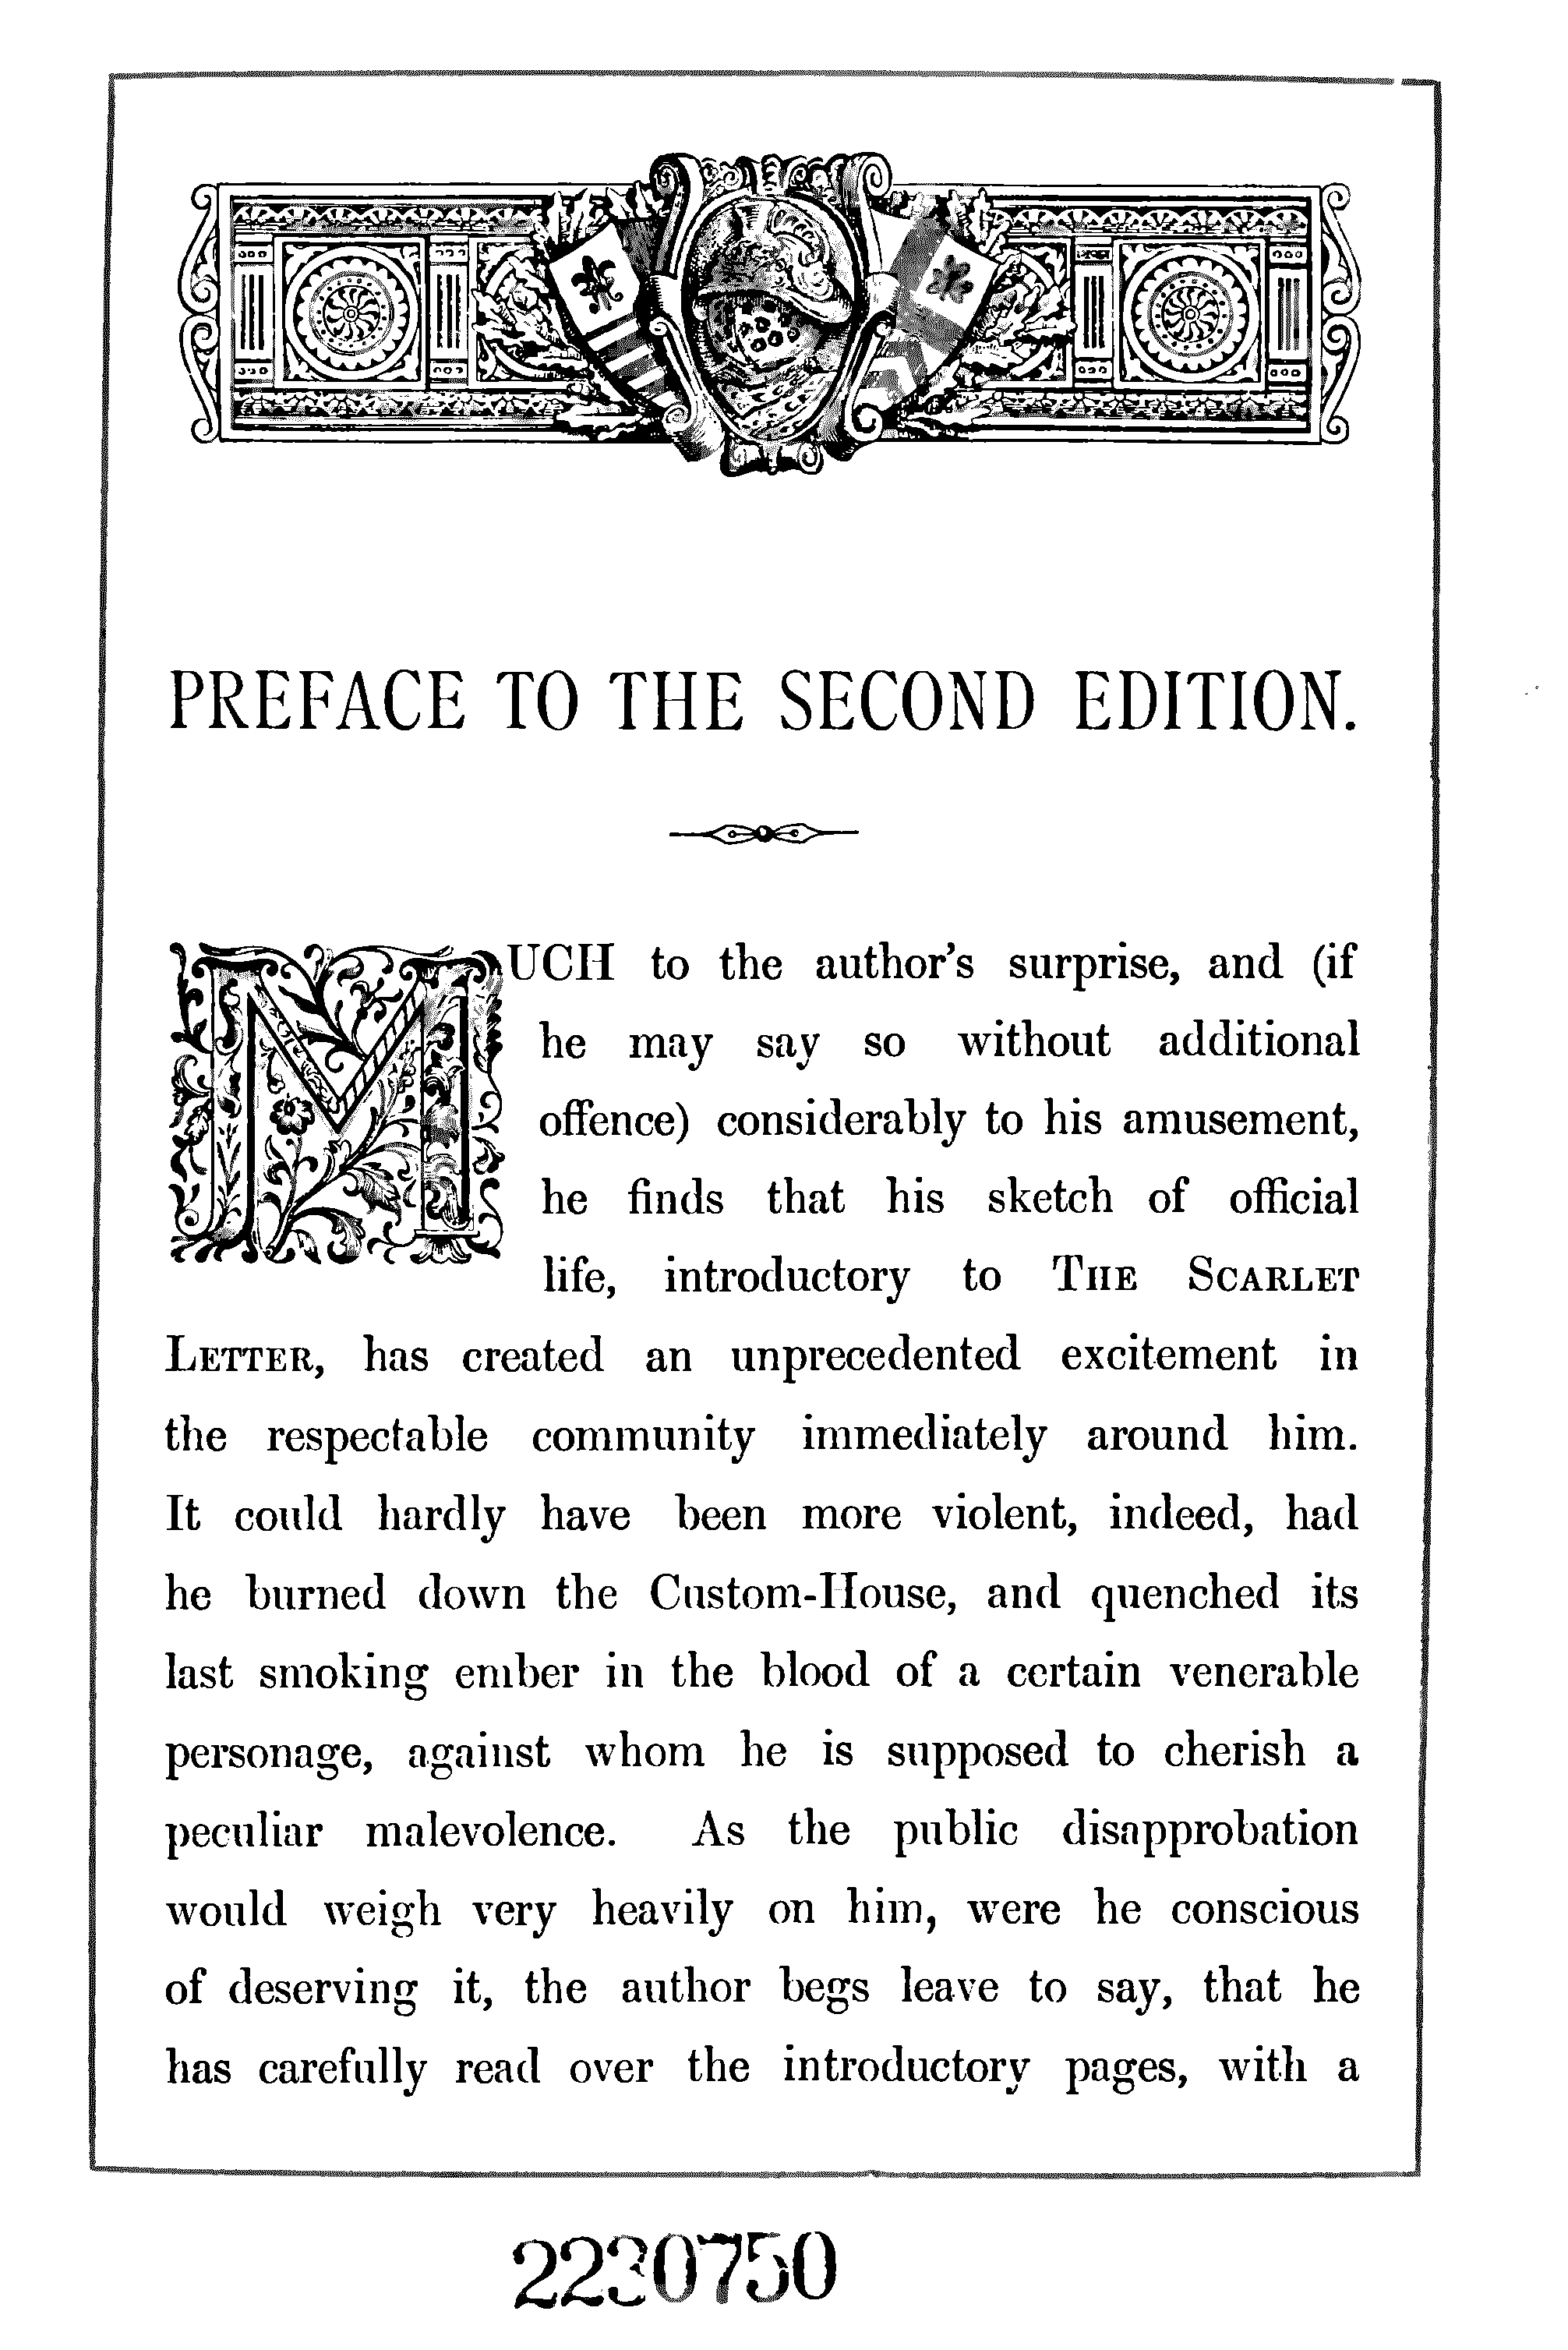 PREFACE TO THE SECOND EDITION.
MUCH to the author's surprise, and (if
he may say so without additional
offence) considerably to his amusement,
he finds that his sketch of official
life, introductory to THE SCARLET
LETTER, has created an unprecedented excitement in
the respectable community immediately around him.
It could hardly have been more violent, indeed, had
he burned down the Custom-House, and quenched its
last smoking ember in the blood of a certain venerable
personage, against whom he is supposed to cherish a
peculiar malevolence. As the public disapprobation
would weigh very heavily on him, were he conscious
of deserving it, the author begs leave to say, that he
has carefully read over the introductory pages, with a
2230750